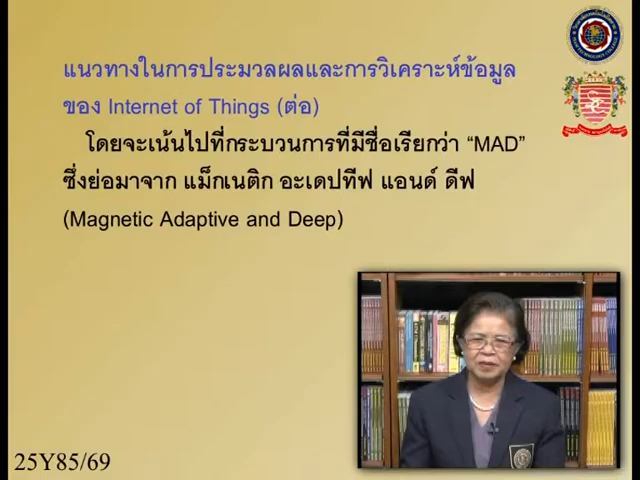 แนวทางในการประมวลผลและการวิเคราะห์ข้อมูล
ของ Internet of Things (ต่อ)
โดยจะเน้นไปที่กระบวนการที่มีชื่อเรียกว่า “MAD”
ซึ่งย่อมาจาก แม็กเนติก อะเดปทีฟ แอนด์ ดีฟ
(Magnetic Adaptive and Deep)
25Y85/69